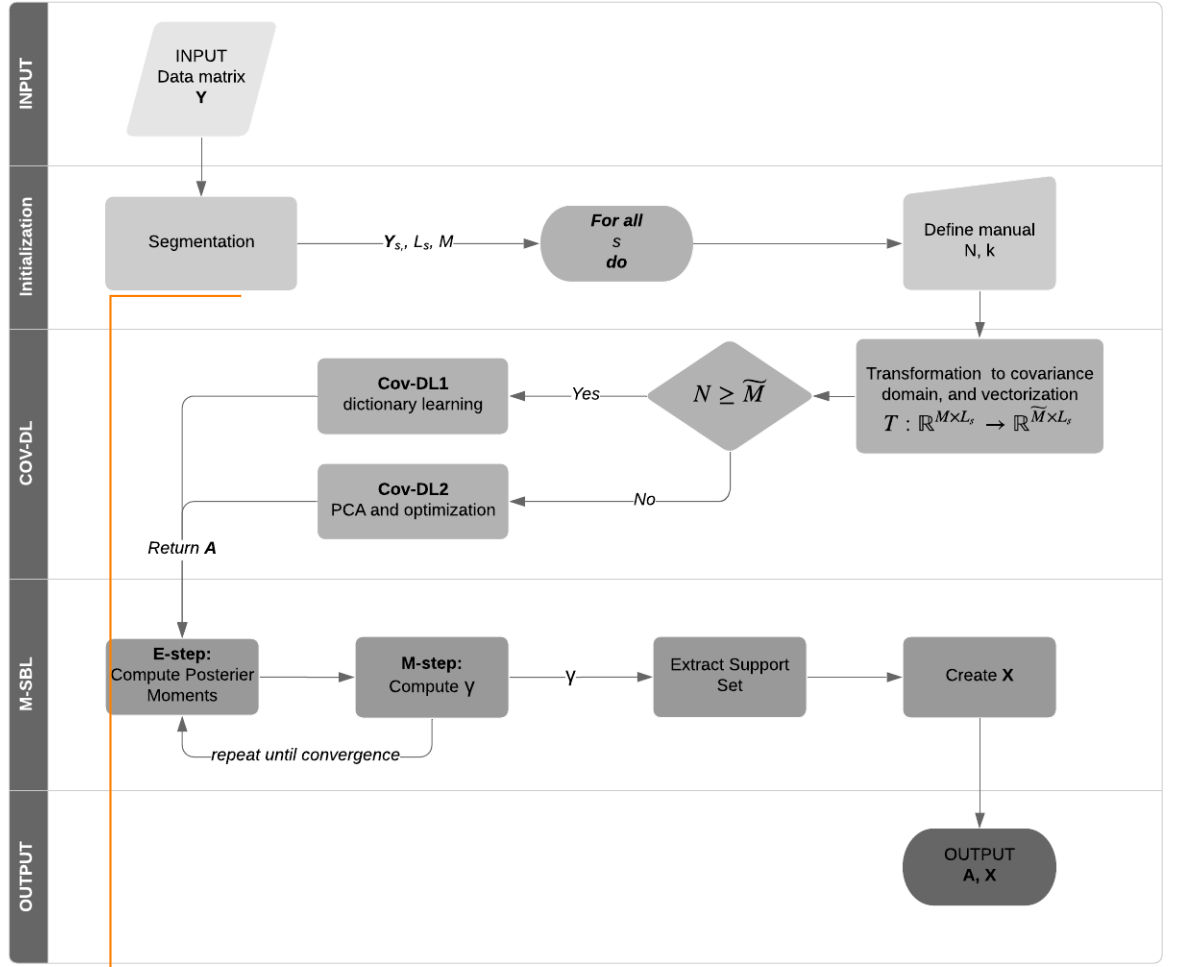 INPUT
INPUT
Data matrix
Y
Initialization
Segmentation
Yₛ,, Lₛ, M
For all
s
do
Define manual
N, k
COV-DL
Transformation to covariance
domain, and vectorization
T : ℝ^{M×Lₛ} → ℝ^{M̃×Lₛ}
N ≥ M̃
Yes
Cov-DL1
dictionary learning
No
Cov-DL2
PCA and optimization
Return A
M-SBL
E-step:
Compute Posterier
Moments
M-step:
Compute γ
γ
Extract Support
Set
Create X
repeat until convergence
OUTPUT
OUTPUT
A, X